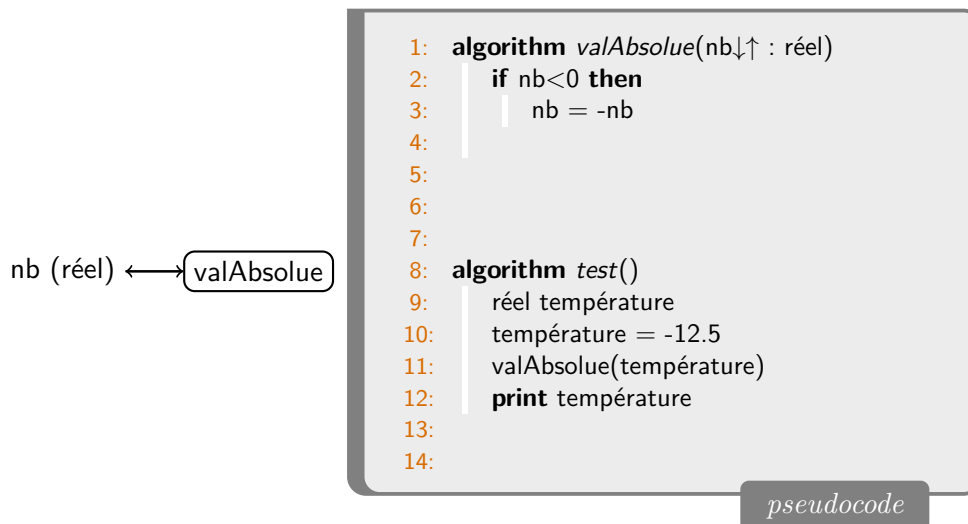 1: algorithm valAbsolue(nb↓↑ : réel)
2: if nb<0 then
3: nb = -nb
4:
5:
6:
7:
nb (réel) ⟷ valAbsolue
8: algorithm test()
9: réel température
10: température = -12.5
11: valAbsolue(température)
12: print température
13:
14:
pseudocode